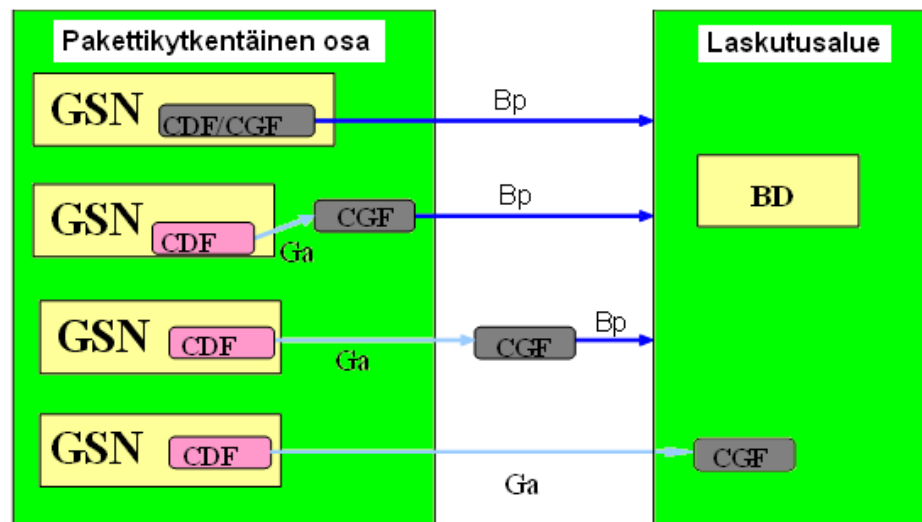 Pakettikytkentäinen osa
Laskutusalue
GSN
CDF/CGF
Bp
GSN
CDF
Ga
CGF
Bp
BD
GSN
CDF
Ga
CGF
Bp
GSN
CDF
Ga
CGF